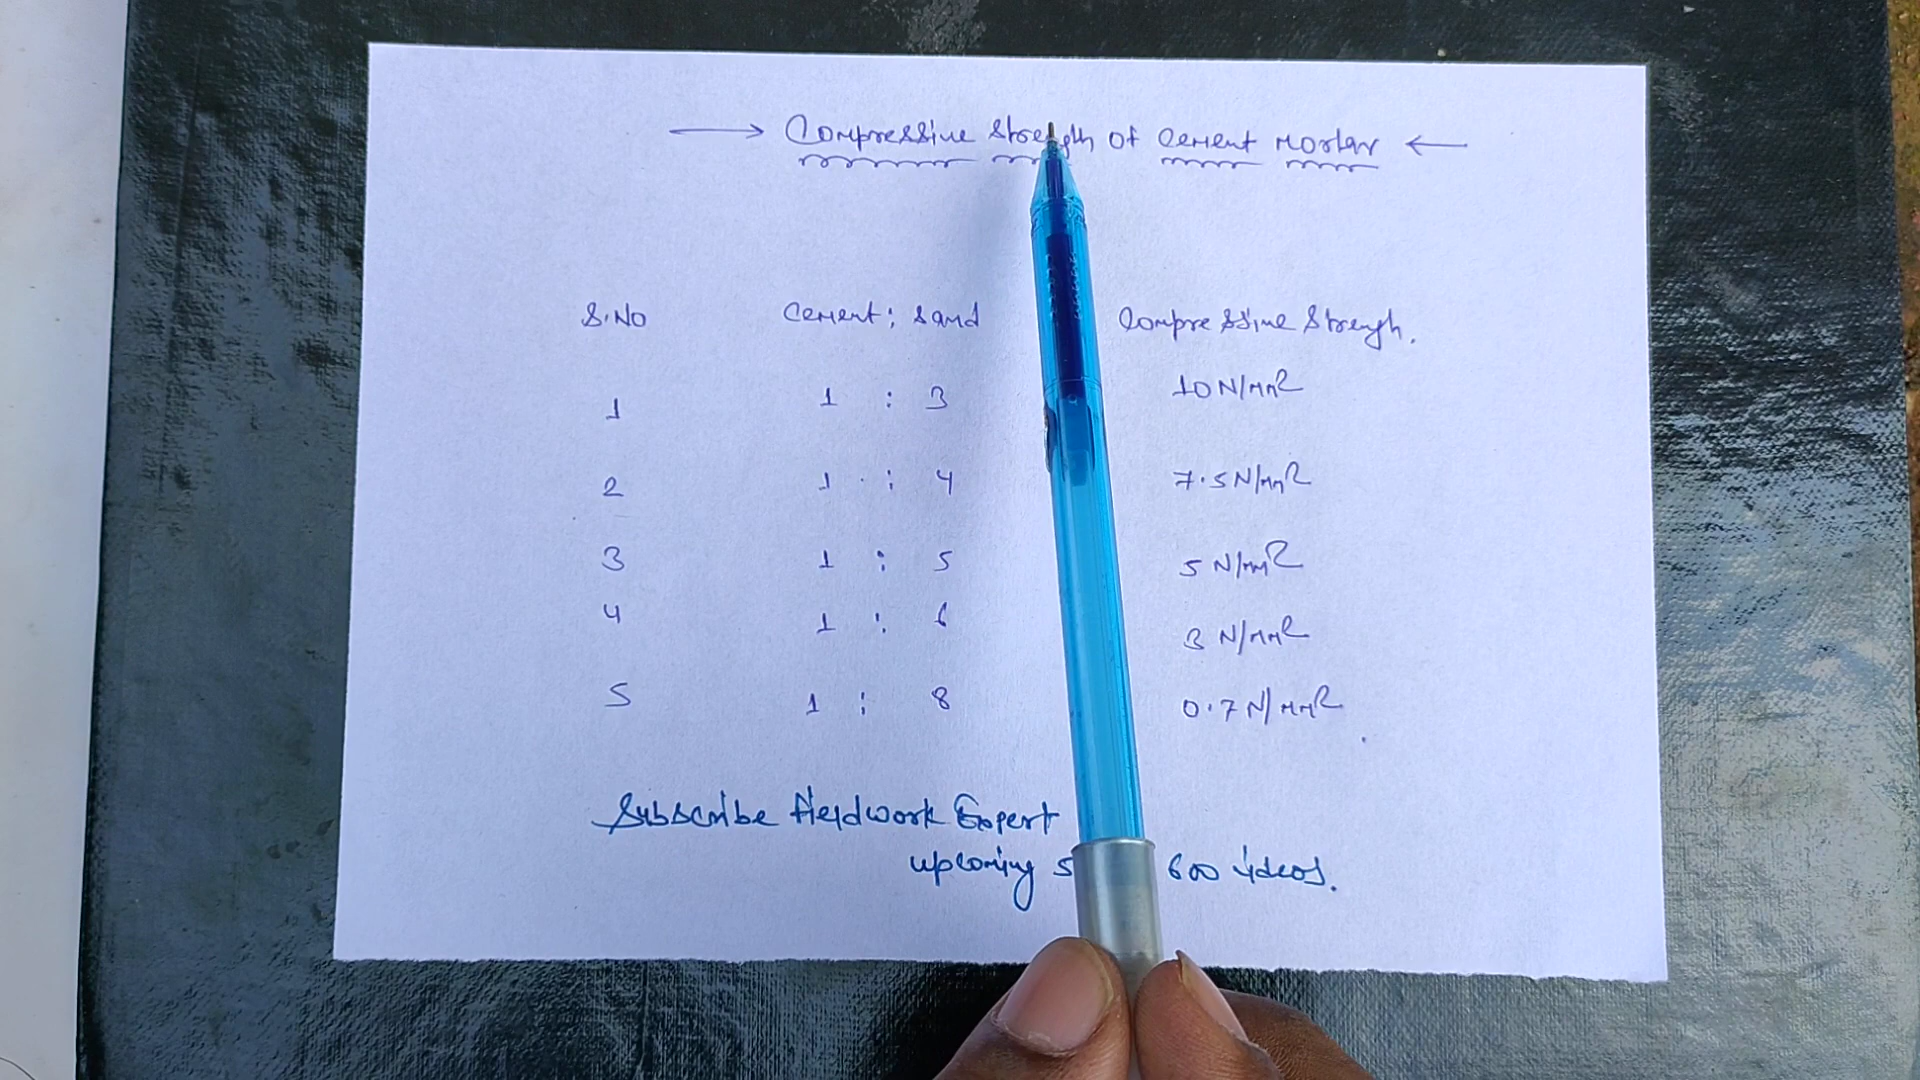 → Compressive Strength of Cement Mortar ←
S.No Cement : Sand Compressive Strengh.
1 1 : 3 10 N/mm2
2 1 : 4 7.5 N/mm2
3 1 : 5 5 N/mm2
4 1 : 6 3 N/mm2
5 1 : 8 0.7 N/mm2
Subscribe Fieldwork Expert
upcoming 600 videos.